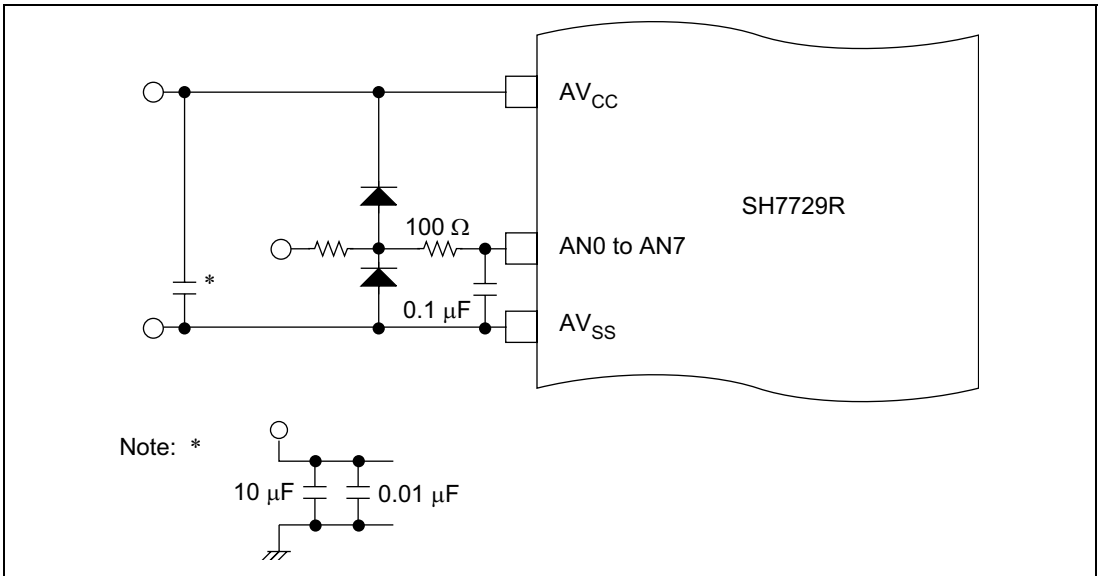 AVCC
SH7729R
100 Ω
AN0 to AN7
*
0.1 μF
AVSS
Note: *
10 μF
0.01 μF